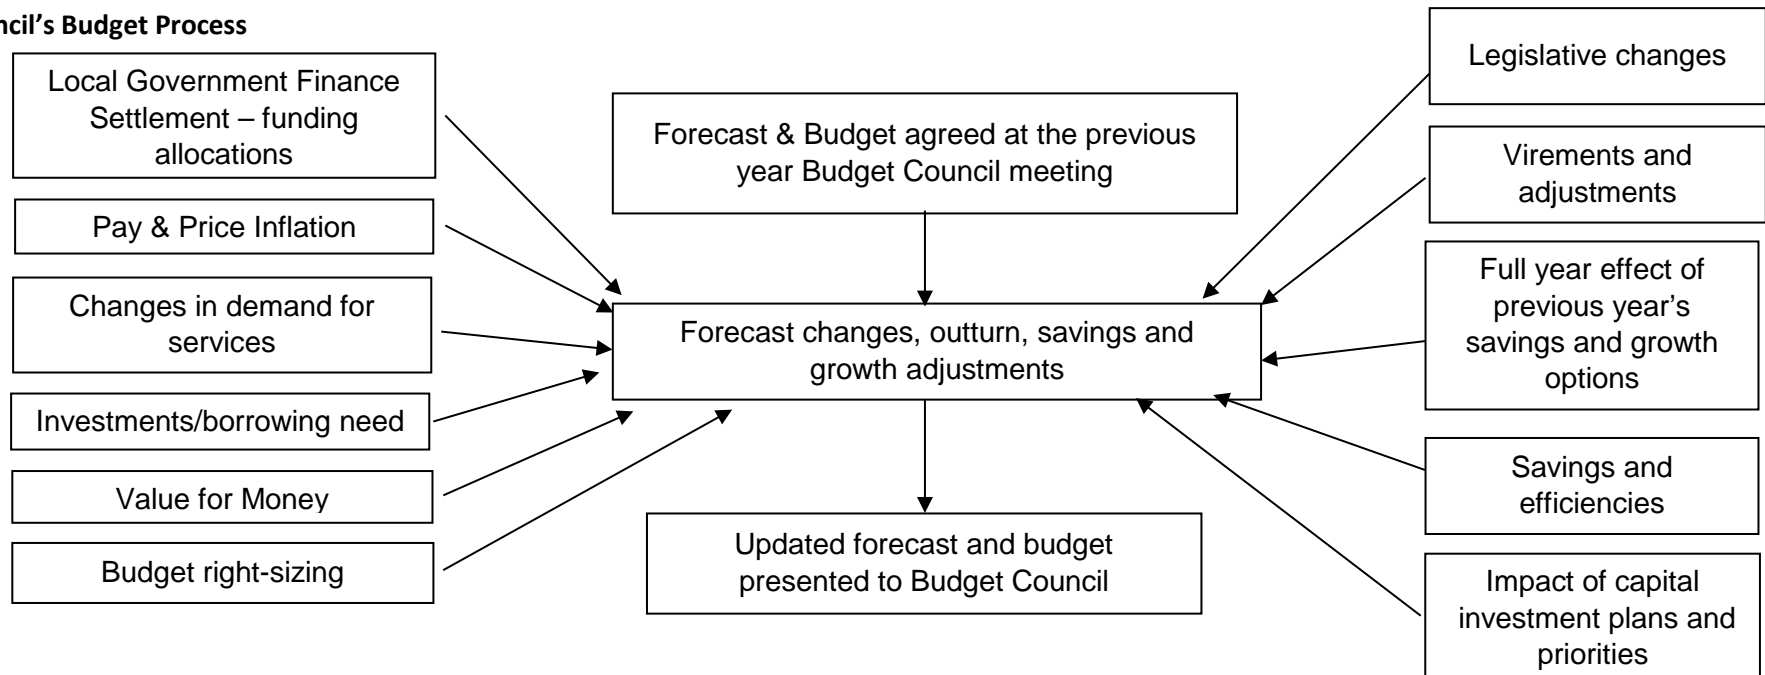 ncil’s Budget Process
Local Government Finance
Settlement – funding
allocations
Pay & Price Inflation
Changes in demand for
services
Investments/borrowing need
Value for Money
Budget right-sizing
Forecast & Budget agreed at the previous
year Budget Council meeting
Forecast changes, outturn, savings and
growth adjustments
Updated forecast and budget
presented to Budget Council
Legislative changes
Virements and
adjustments
Full year effect of
previous year’s
savings and growth
options
Savings and
efficiencies
Impact of capital
investment plans and
priorities